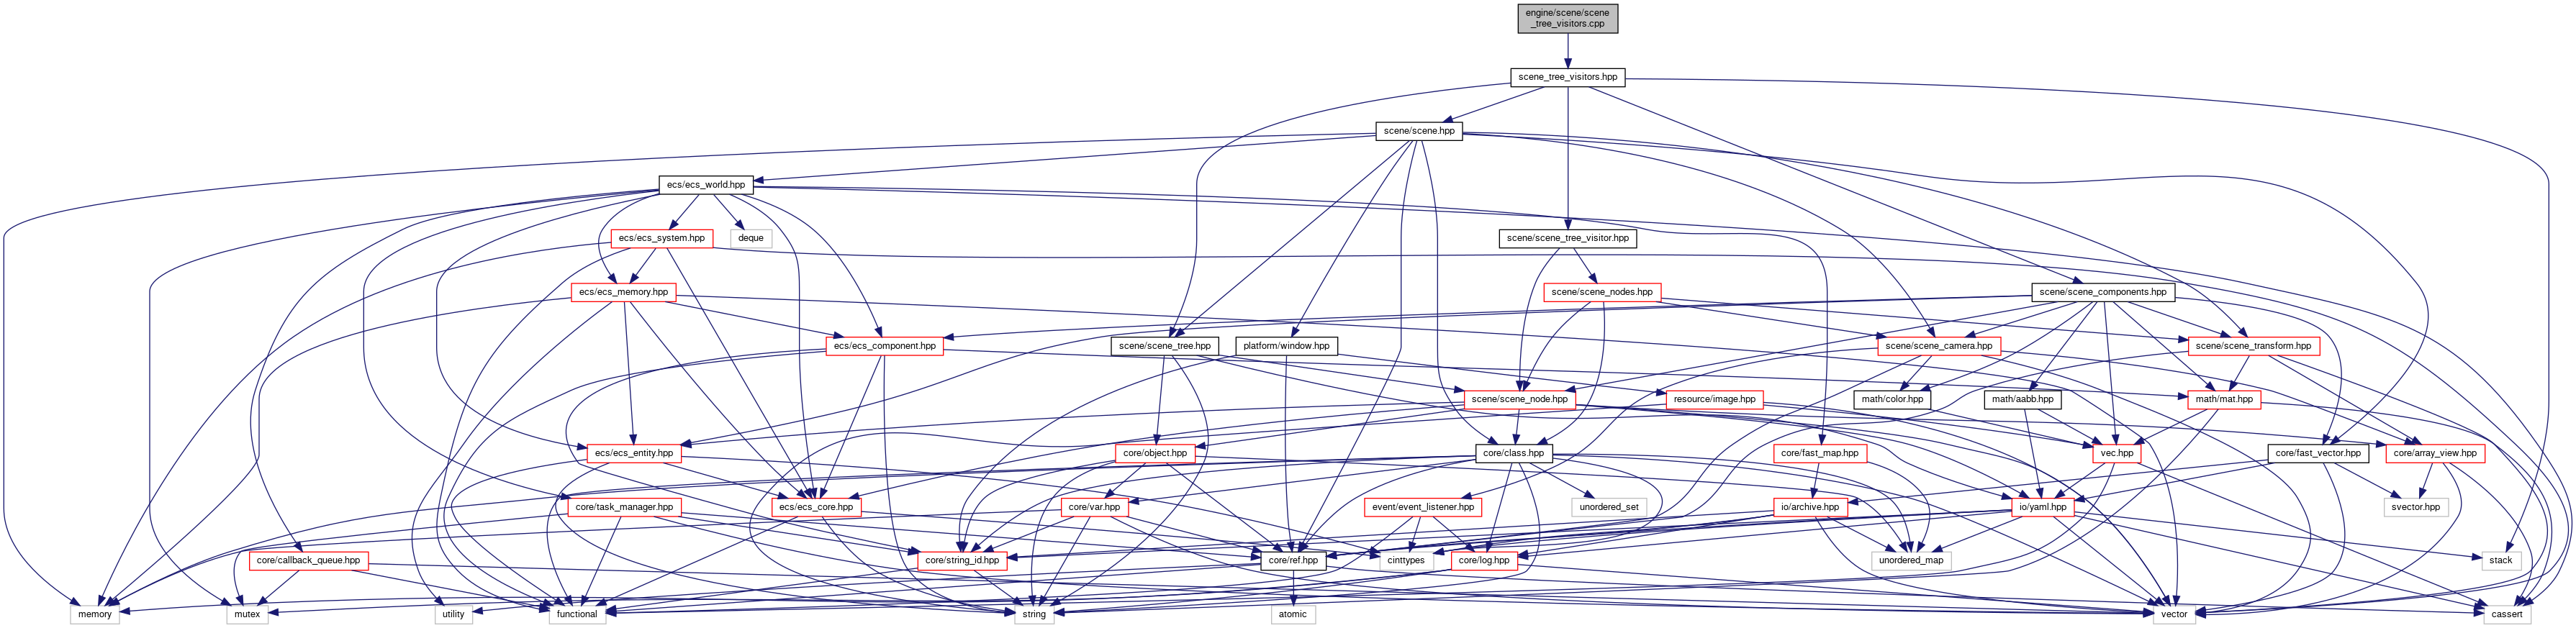 engine/scene/scene
_tree_visitors.cpp
scene_tree_visitors.hpp
scene/scene.hpp
ecs/ecs_world.hpp
ecs/ecs_system.hpp
deque
scene/scene_tree_visitor.hpp
ecs/ecs_memory.hpp
scene/scene_nodes.hpp
scene/scene_components.hpp
ecs/ecs_component.hpp
scene/scene_tree.hpp
platform/window.hpp
scene/scene_camera.hpp
scene/scene_transform.hpp
scene/scene_node.hpp
resource/image.hpp
math/color.hpp
math/aabb.hpp
math/mat.hpp
ecs/ecs_entity.hpp
core/object.hpp
core/class.hpp
core/fast_map.hpp
vec.hpp
core/fast_vector.hpp
core/array_view.hpp
core/task_manager.hpp
ecs/ecs_core.hpp
core/var.hpp
event/event_listener.hpp
unordered_set
io/archive.hpp
io/yaml.hpp
svector.hpp
core/callback_queue.hpp
core/string_id.hpp
core/ref.hpp
cinttypes
core/log.hpp
unordered_map
stack
memory
mutex
utility
functional
string
atomic
vector
cassert